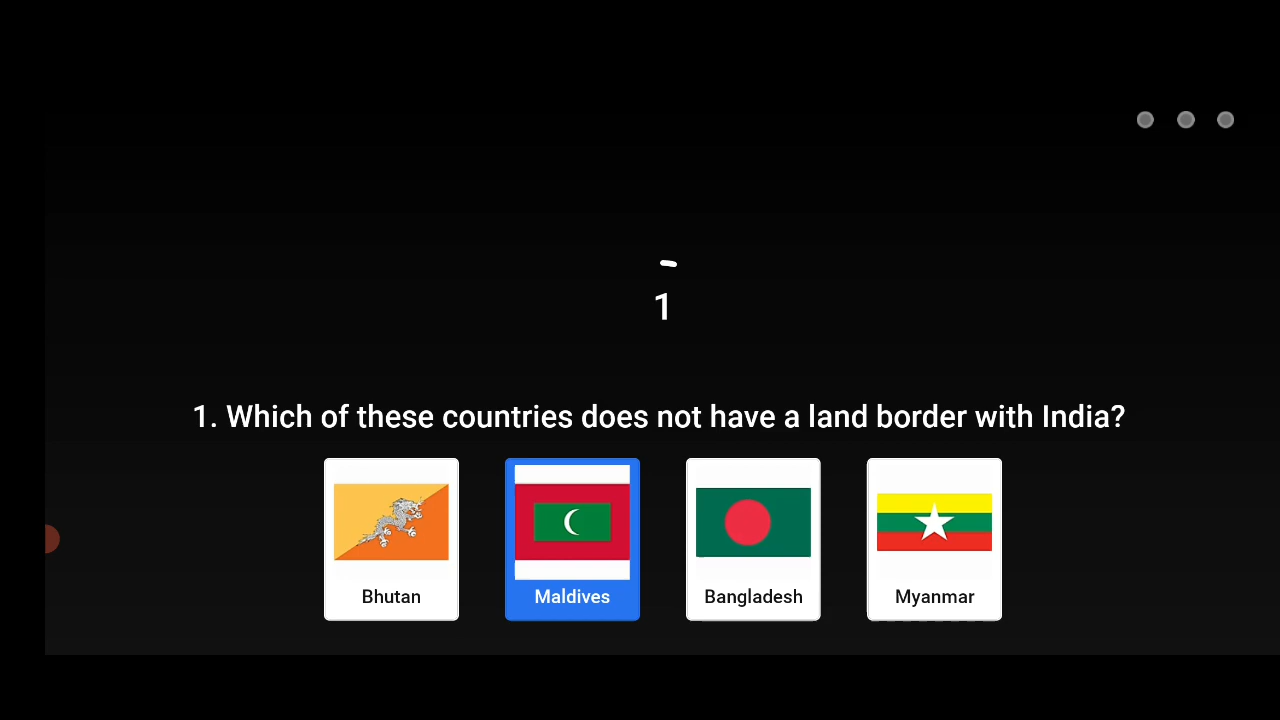 1
1. Which of these countries does not have a land border with India?
Bhutan
Maldives
Bangladesh
Myanmar